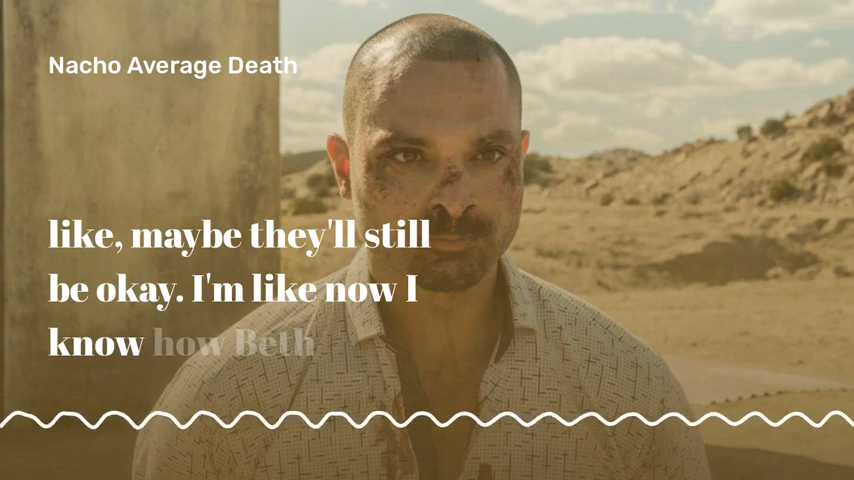 Nacho Average Death
like, maybe they'll still
be okay. I'm like now I
know how Beth